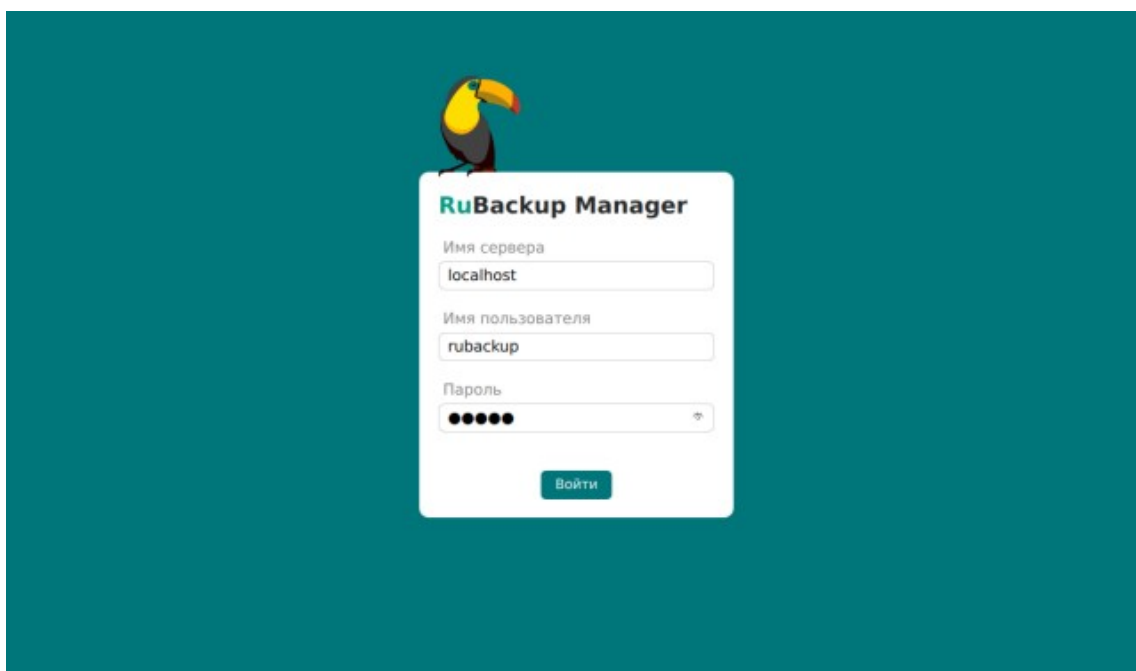 RuBackup Manager
Имя сервера
localhost
Имя пользователя
rubackup
Пароль
●●●●●
Войти